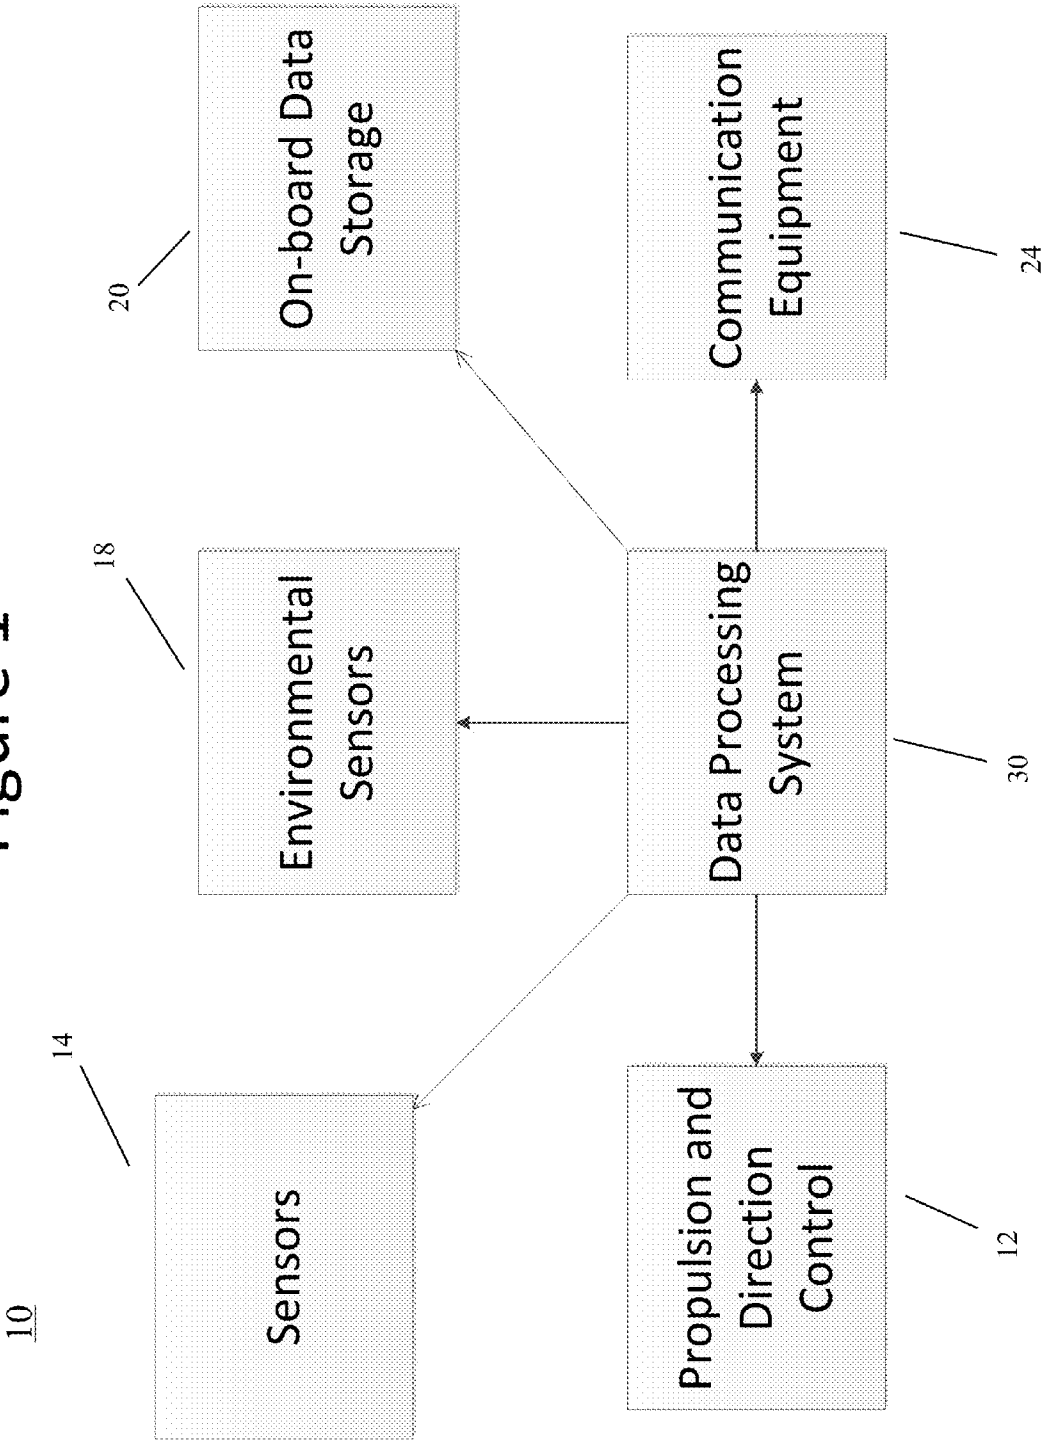 Figure 1
10
14
18
20
Sensors
Environmental
Sensors
On-board Data
Storage
Propulsion and
Direction
Control
Data Processing
System
Communication
Equipment
12
30
24